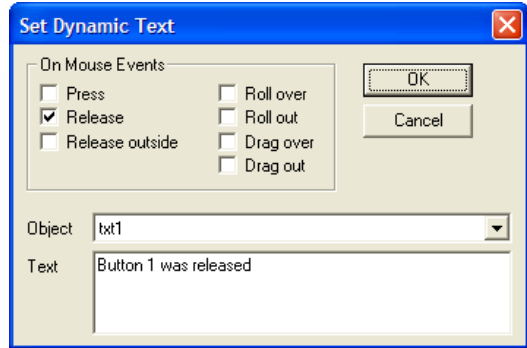 Set Dynamic Text
On Mouse Events
Press
Roll over
Release
Roll out
Release outside
Drag over
Drag out
OK
Cancel
Object
txt1
Text
Button 1 was released